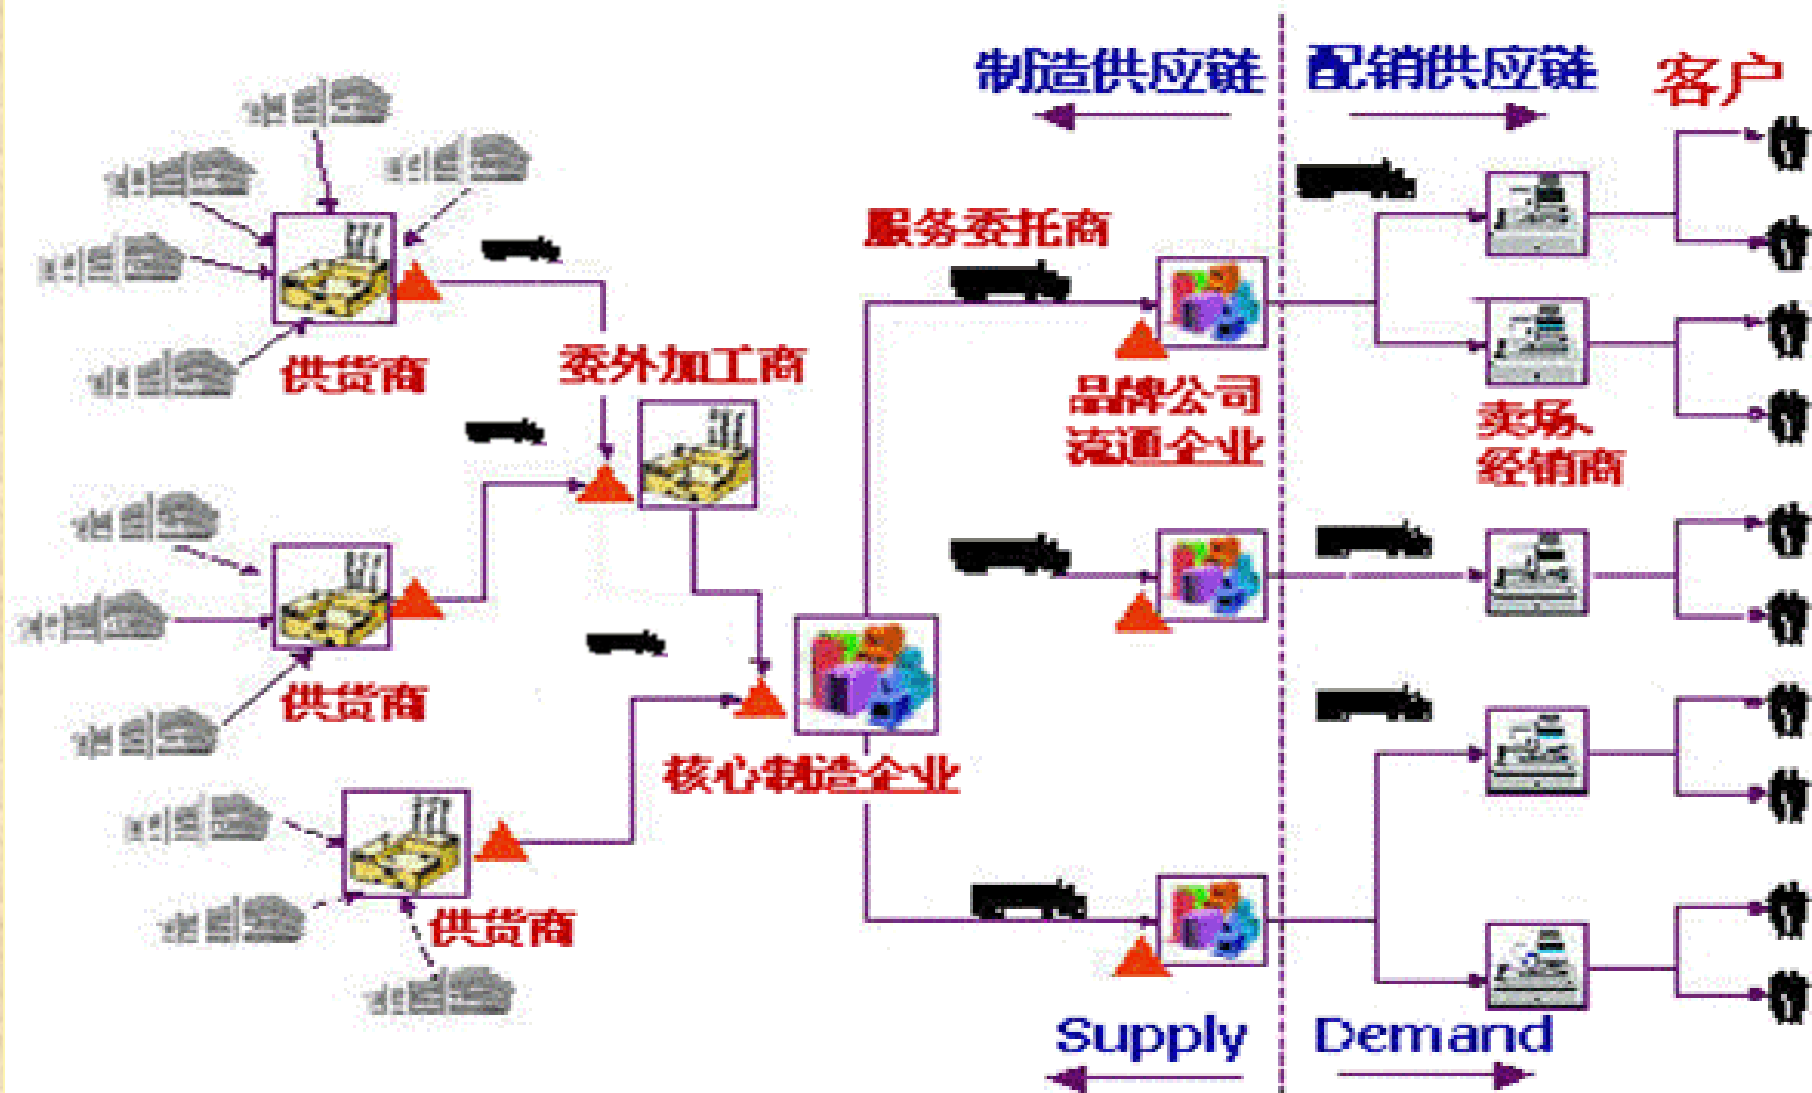 制造供应链
配销供应链
客户
服务委托商
供货商
委外加工商
品牌公司
流通企业
卖场、
经销商
供货商
核心制造企业
供货商
Supply
Demand